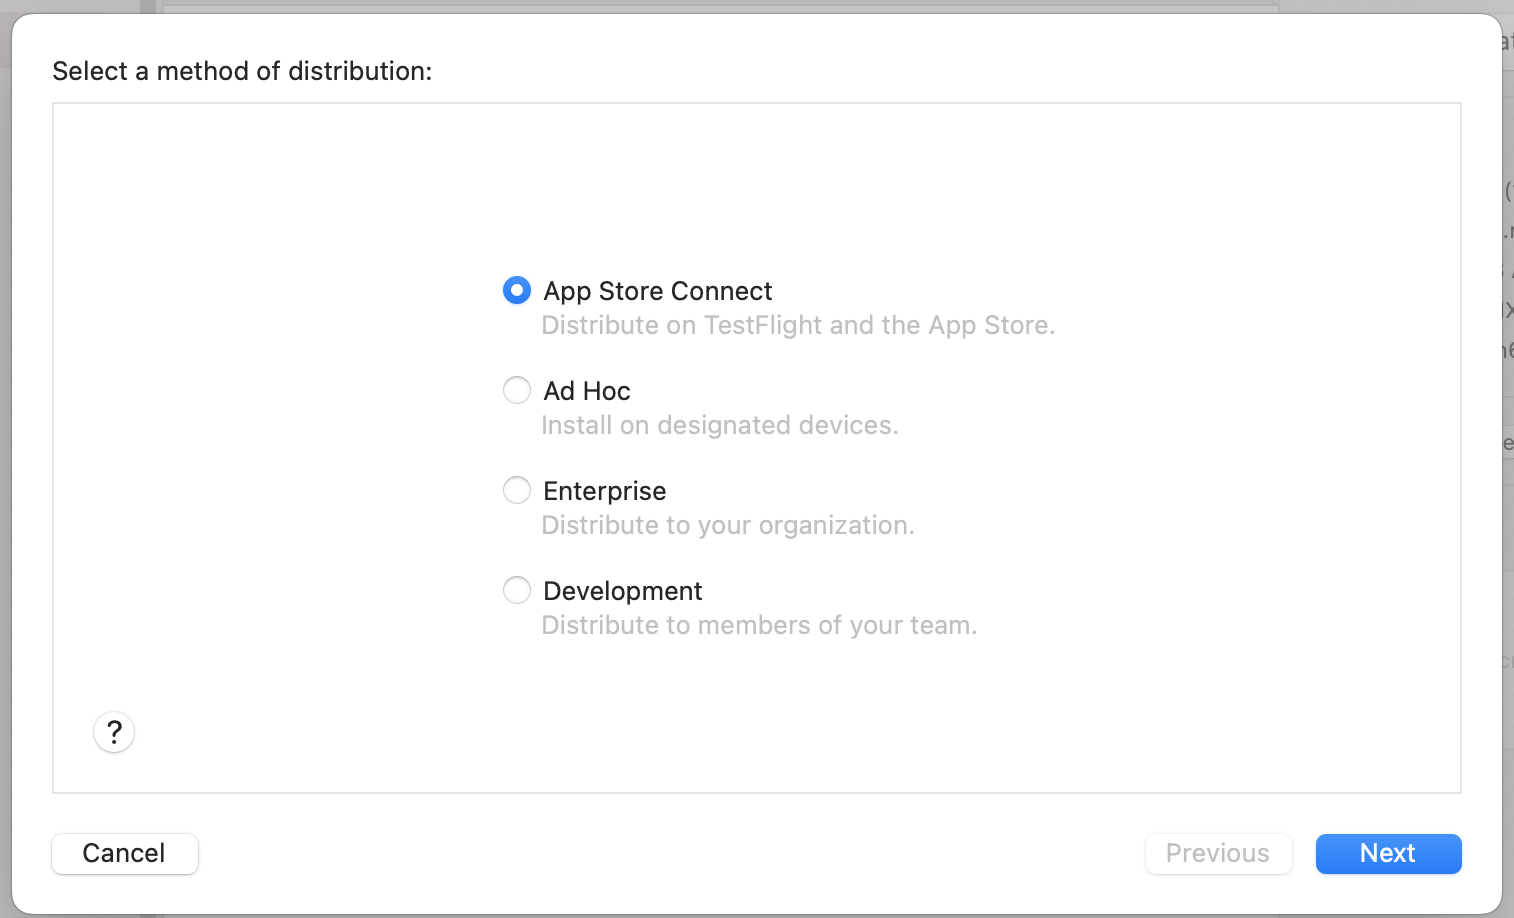 Select a method of distribution:
App Store Connect
Distribute on TestFlight and the App Store.
Ad Hoc
Install on designated devices.
Enterprise
Distribute to your organization.
Development
Distribute to members of your team.
?
Cancel
Previous
Next